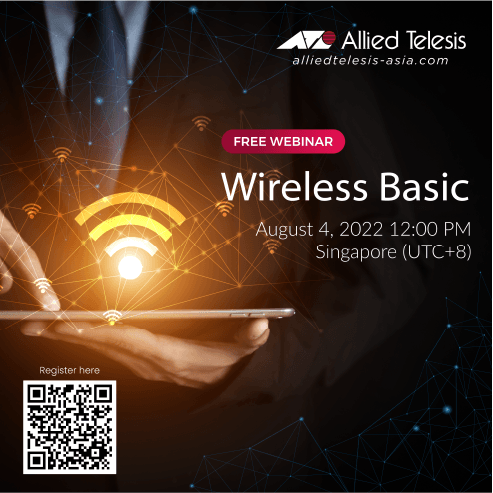 Allied Telesis
alliedtelesis-asia.com
FREE WEBINAR
Wireless Basic
August 4, 2022 12:00 PM
Singapore (UTC+8)
Register here